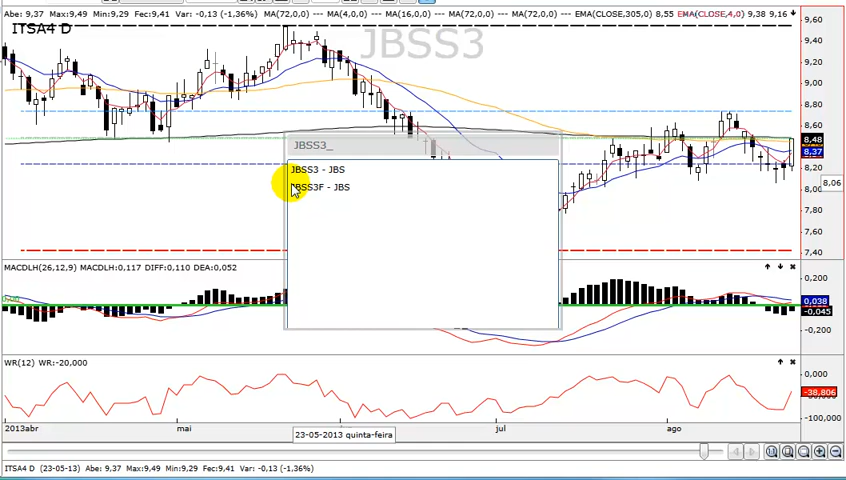 Abe: 9,37 Max:9,49 Min:9,29 Fec:9,41 Var: -0,13 (-1,36%) MA(72,0,0) MA(4,0,0) MA(16,0,0) MA(72,0,0) MA(72,0,0) EMA(CLOSE,305,0) 8,55 EMA(CLOSE,4,0) 9,38 9,16
ITSA4 D
JBSS3
9,60
9,40
9,20
9,00
8,80
8,60
8,48
8,37
8,20
8,06
8,00
7,80
7,60
7,40
JBSS3_
JBSS3 - JBS
JBSS3F - JBS
MACDLH(26,12,9) MACDLH:0,117 DIFF:0,110 DEA:0,052
0,200
0,038
-0,045
-0,200
WR(12) WR:-20,000
0,000
-38,806
-100,000
2013abr mai jul ago
23-05-2013 quinta-feira
ITSA4 D (23-05-13) Abe: 9,37 Max:9,49 Min:9,29 Fec:9,41 Var: -0,13 (-1,36%)